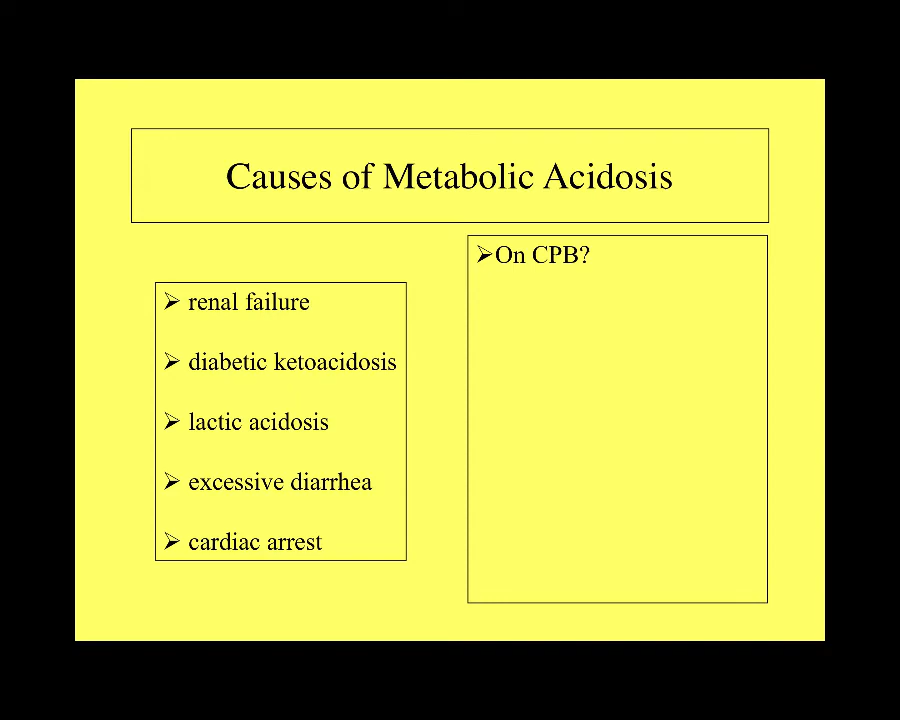 Causes of Metabolic Acidosis
➢ renal failure
➢ diabetic ketoacidosis
➢ lactic acidosis
➢ excessive diarrhea
➢ cardiac arrest
➢On CPB?